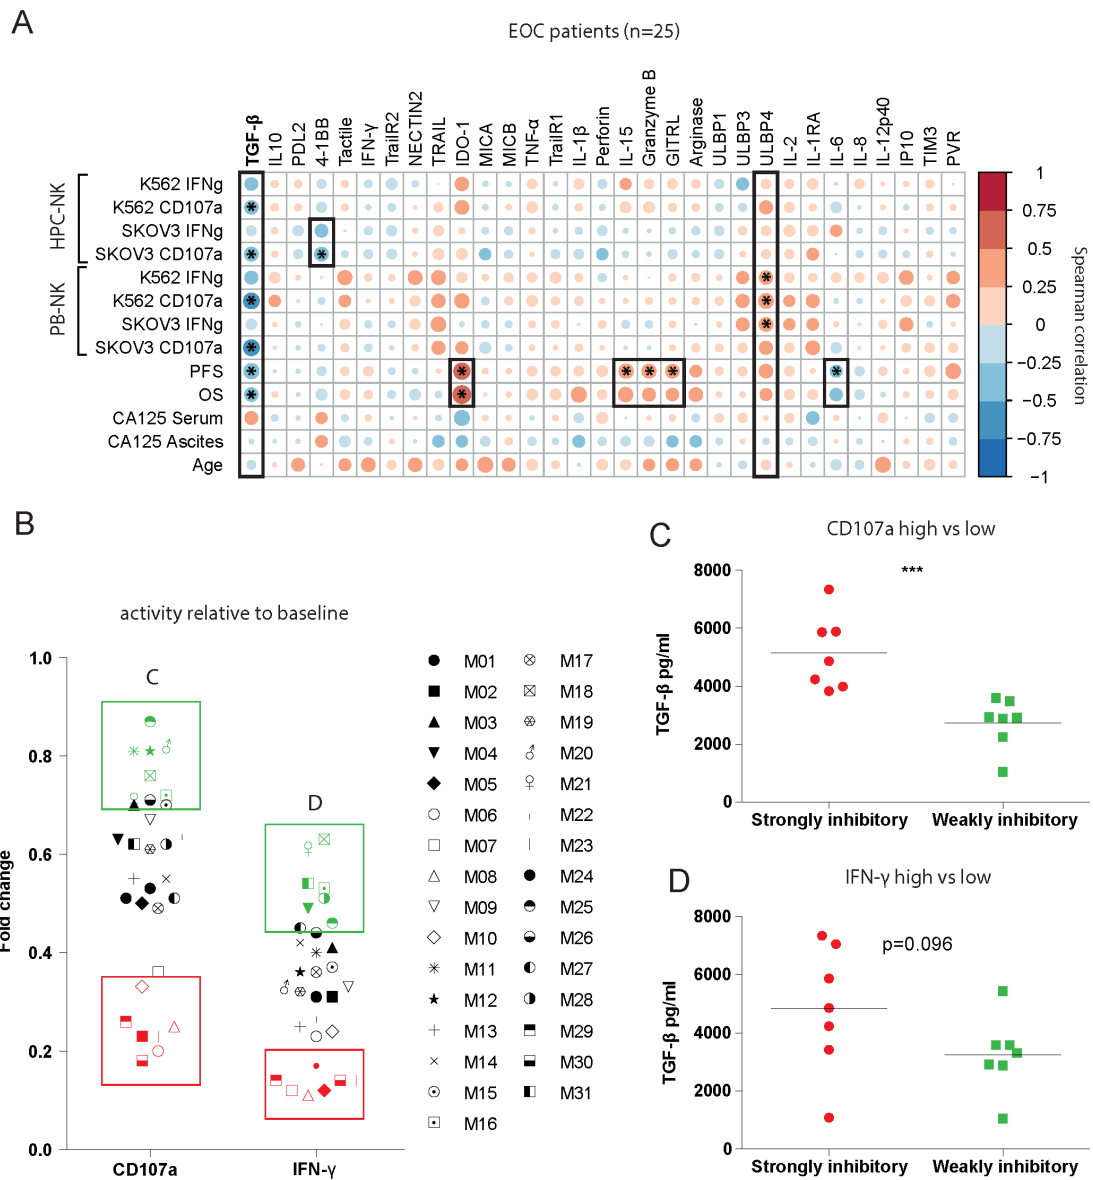 A
EOC patients (n=25)
TGF-β
IL10
PDL2
4-1BB
Tactile
IFN-γ
TrailR2
NECTIN2
TRAIL
IDO-1
MICA
MICB
TNF-α
TrailR1
IL-1β
Perforin
IL-15
Granzyme B
GITRL
Arginase
ULBP1
ULBP3
ULBP4
IL-2
IL-1RA
IL-6
IL-8
IL-12p40
IP10
TIM3
PVR
HPC-NK
PB-NK
K562 IFNg
K562 CD107a
SKOV3 IFNg
SKOV3 CD107a
K562 IFNg
K562 CD107a
SKOV3 IFNg
SKOV3 CD107a
PFS
OS
CA125 Serum
CA125 Ascites
Age
1
0.75
0.5
0.25
0
−0.25
−0.5
−0.75
−1
Spearman correlation
B
activity relative to baseline
Fold change
1.0
0.8
0.6
0.4
0.2
0.0
C
D
CD107a
IFN-γ
M01
M02
M03
M04
M05
M06
M07
M08
M09
M10
M11
M12
M13
M14
M15
M16
M17
M18
M19
M20
M21
M22
M23
M24
M25
M26
M27
M28
M29
M30
M31
C
CD107a high vs low
TGF-β pg/ml
8000
6000
4000
2000
0
***
Strongly inhibitory
Weakly inhibitory
D
IFN-γ high vs low
TGF-β pg/ml
8000
6000
4000
2000
0
p=0.096
Strongly inhibitory
Weakly inhibitory